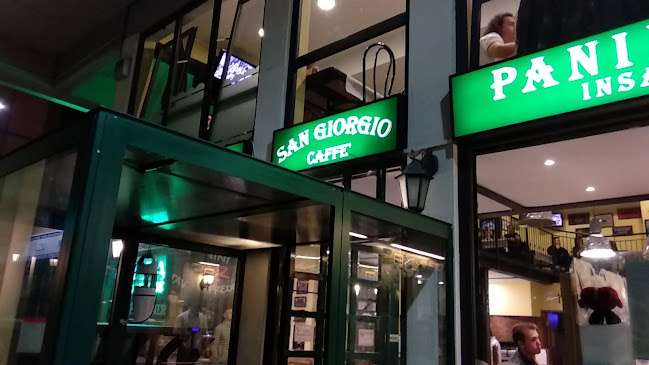 SAN GIORGIO
CAFFE'
PANI
INSA